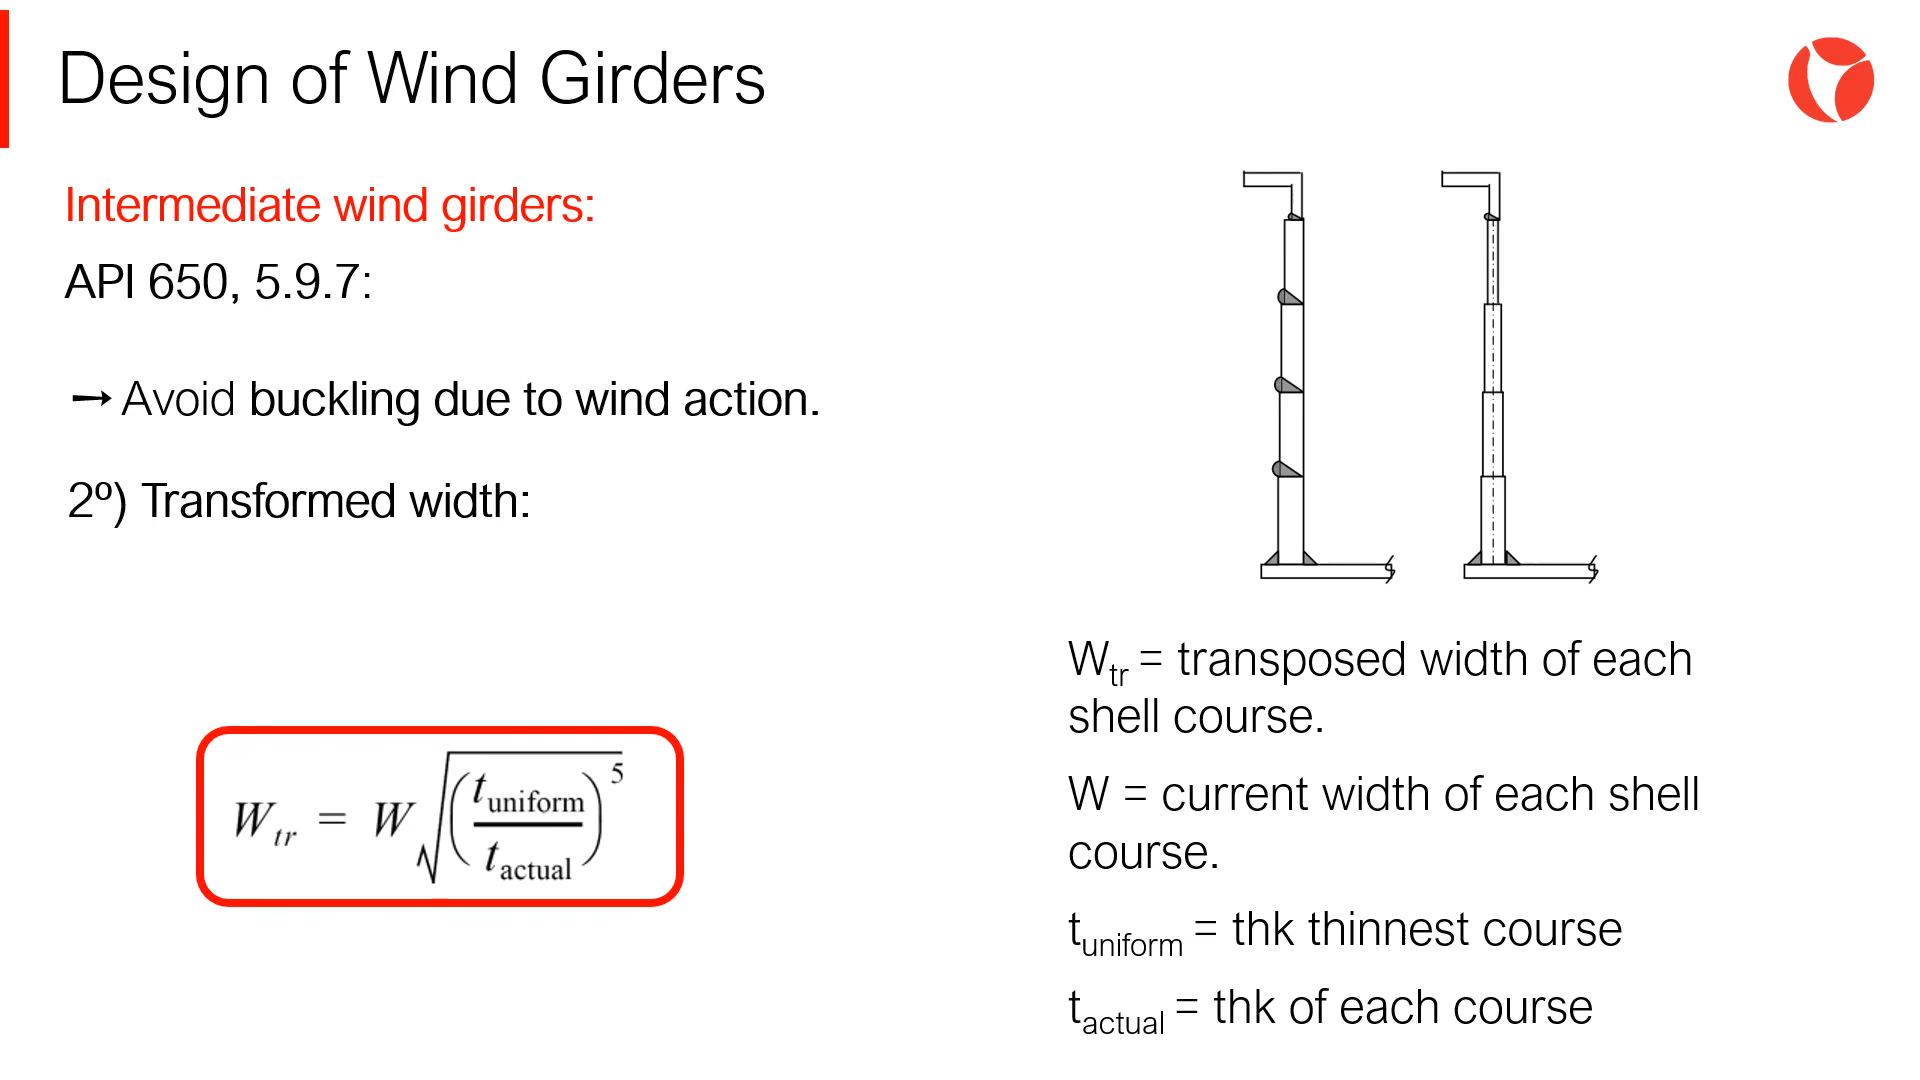 Design of Wind Girders
Intermediate wind girders:
API 650, 5.9.7:
→ Avoid buckling due to wind action.
2º) Transformed width:
W_tr = W √(t_uniform / t_actual)^5
W_tr = transposed width of each
shell course.
W = current width of each shell
course.
t_uniform = thk thinnest course
t_actual = thk of each course